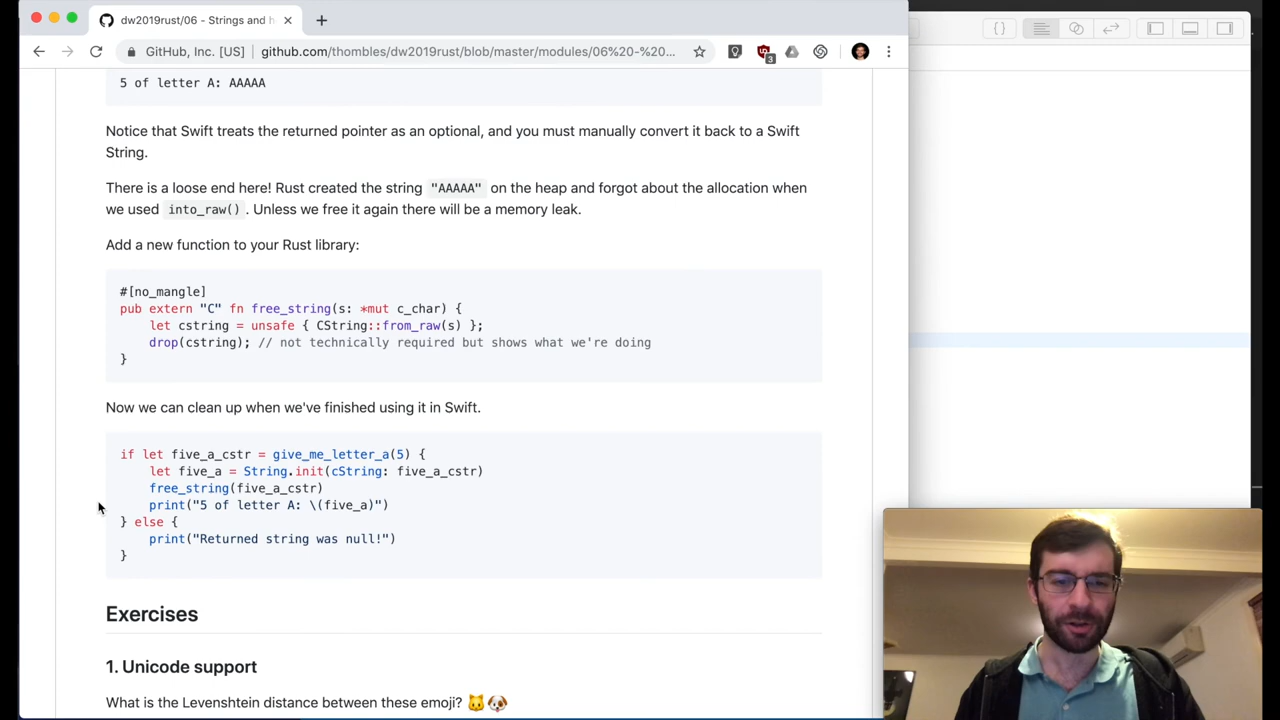 dw2019rust/06 - Strings and h
GitHub, Inc. [US] github.com/thombles/dw2019rust/blob/master/modules/06%20-%20...
3
5 of letter A: AAAAA
Notice that Swift treats the returned pointer as an optional, and you must manually convert it back to a Swift
String.
There is a loose end here! Rust created the string "AAAAA" on the heap and forgot about the allocation when
we used into_raw(). Unless we free it again there will be a memory leak.
Add a new function to your Rust library:
#[no_mangle]
pub extern "C" fn free_string(s: *mut c_char) {
    let cstring = unsafe { CString::from_raw(s) };
    drop(cstring); // not technically required but shows what we're doing
}
Now we can clean up when we've finished using it in Swift.
if let five_a_cstr = give_me_letter_a(5) {
    let five_a = String.init(cString: five_a_cstr)
    free_string(five_a_cstr)
    print("5 of letter A: \(five_a)")
} else {
    print("Returned string was null!")
}
Exercises
1. Unicode support
What is the Levenshtein distance between these emoji? 🐱🐶